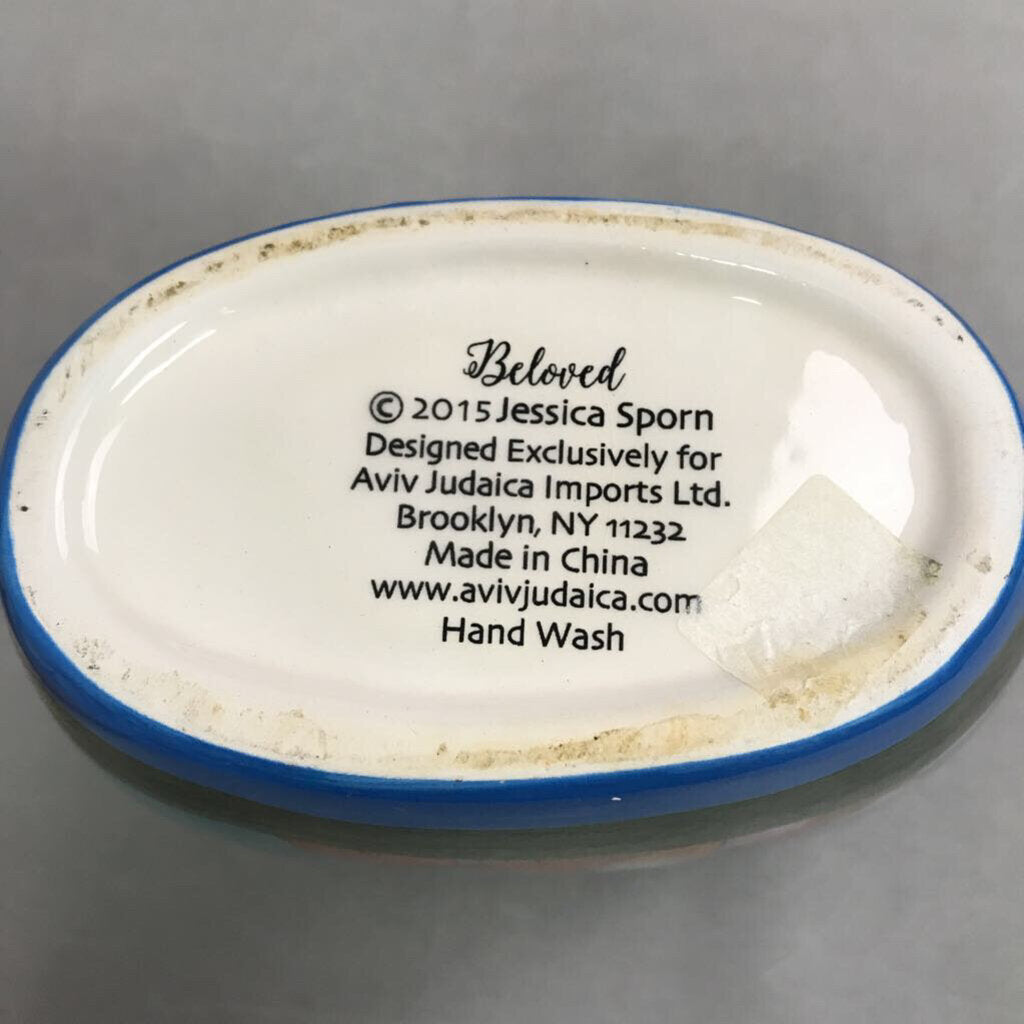 Beloved
© 2015 Jessica Sporn
Designed Exclusively for
Aviv Judaica Imports Ltd.
Brooklyn, NY 11232
Made in China
www.avivjudaica.com
Hand Wash